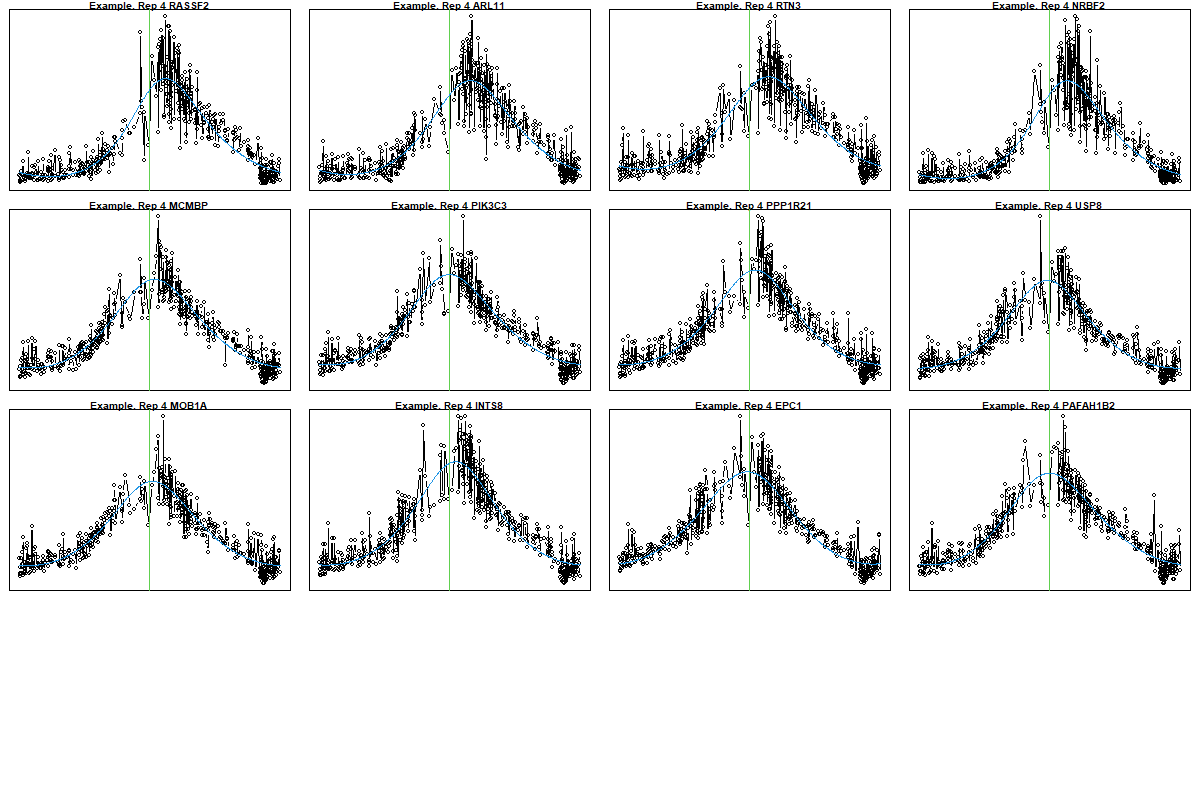 Example, Rep 4 RASSF2
Example, Rep 4 ARL11
Example, Rep 4 RTN3
Example, Rep 4 NRBF2
Example, Rep 4 MCMBP
Example, Rep 4 PIK3C3
Example, Rep 4 PPP1R21
Example, Rep 4 USP8
Example, Rep 4 MOB1A
Example, Rep 4 INTS8
Example, Rep 4 EPC1
Example, Rep 4 PAFAH1B2